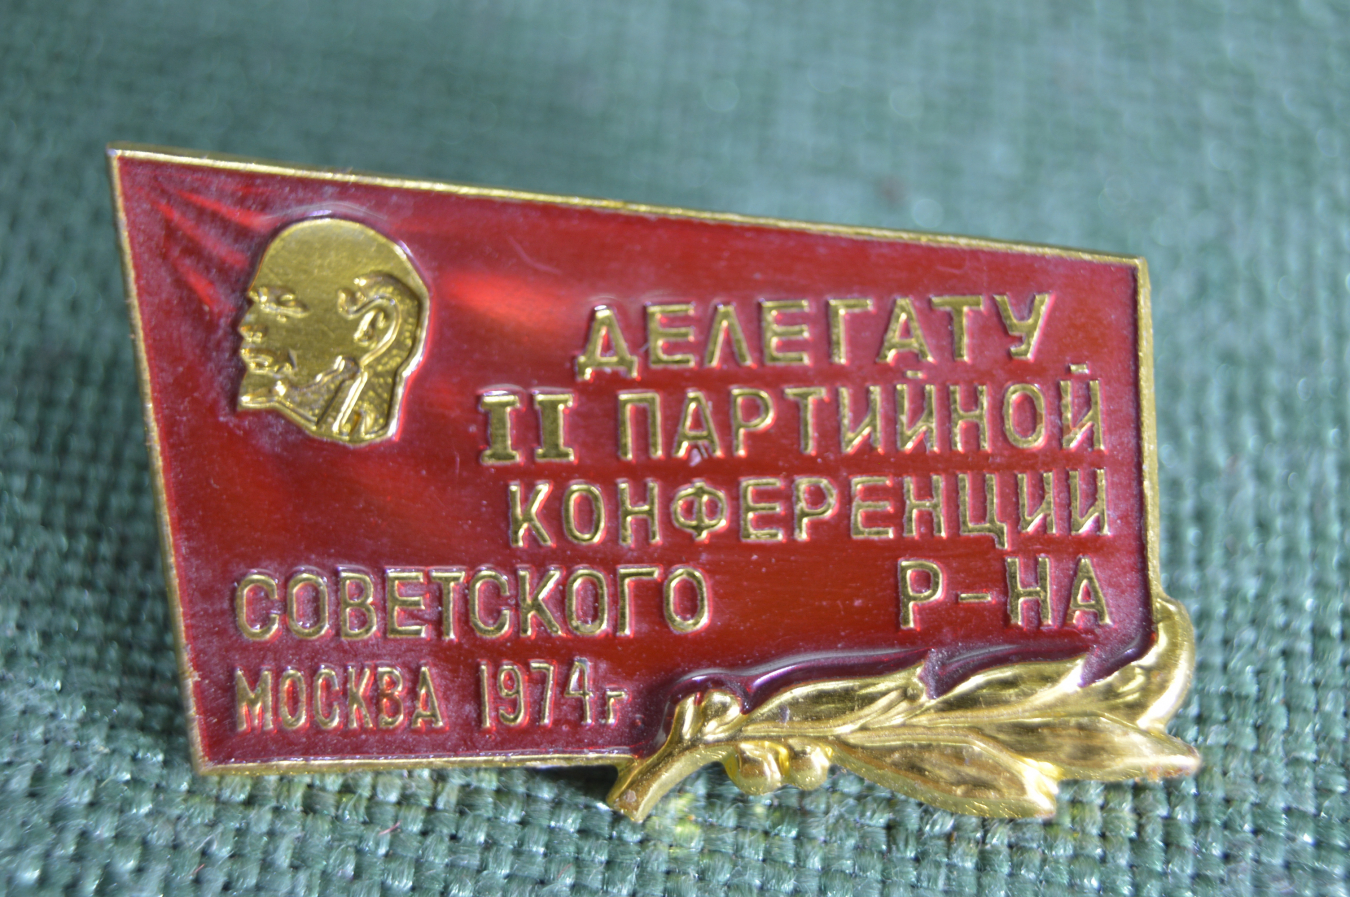 ДЕЛЕГАТУ
II ПАРТИЙНОЙ
КОНФЕРЕНЦИИ
СОВЕТСКОГО Р-НА
МОСКВА 1974г.